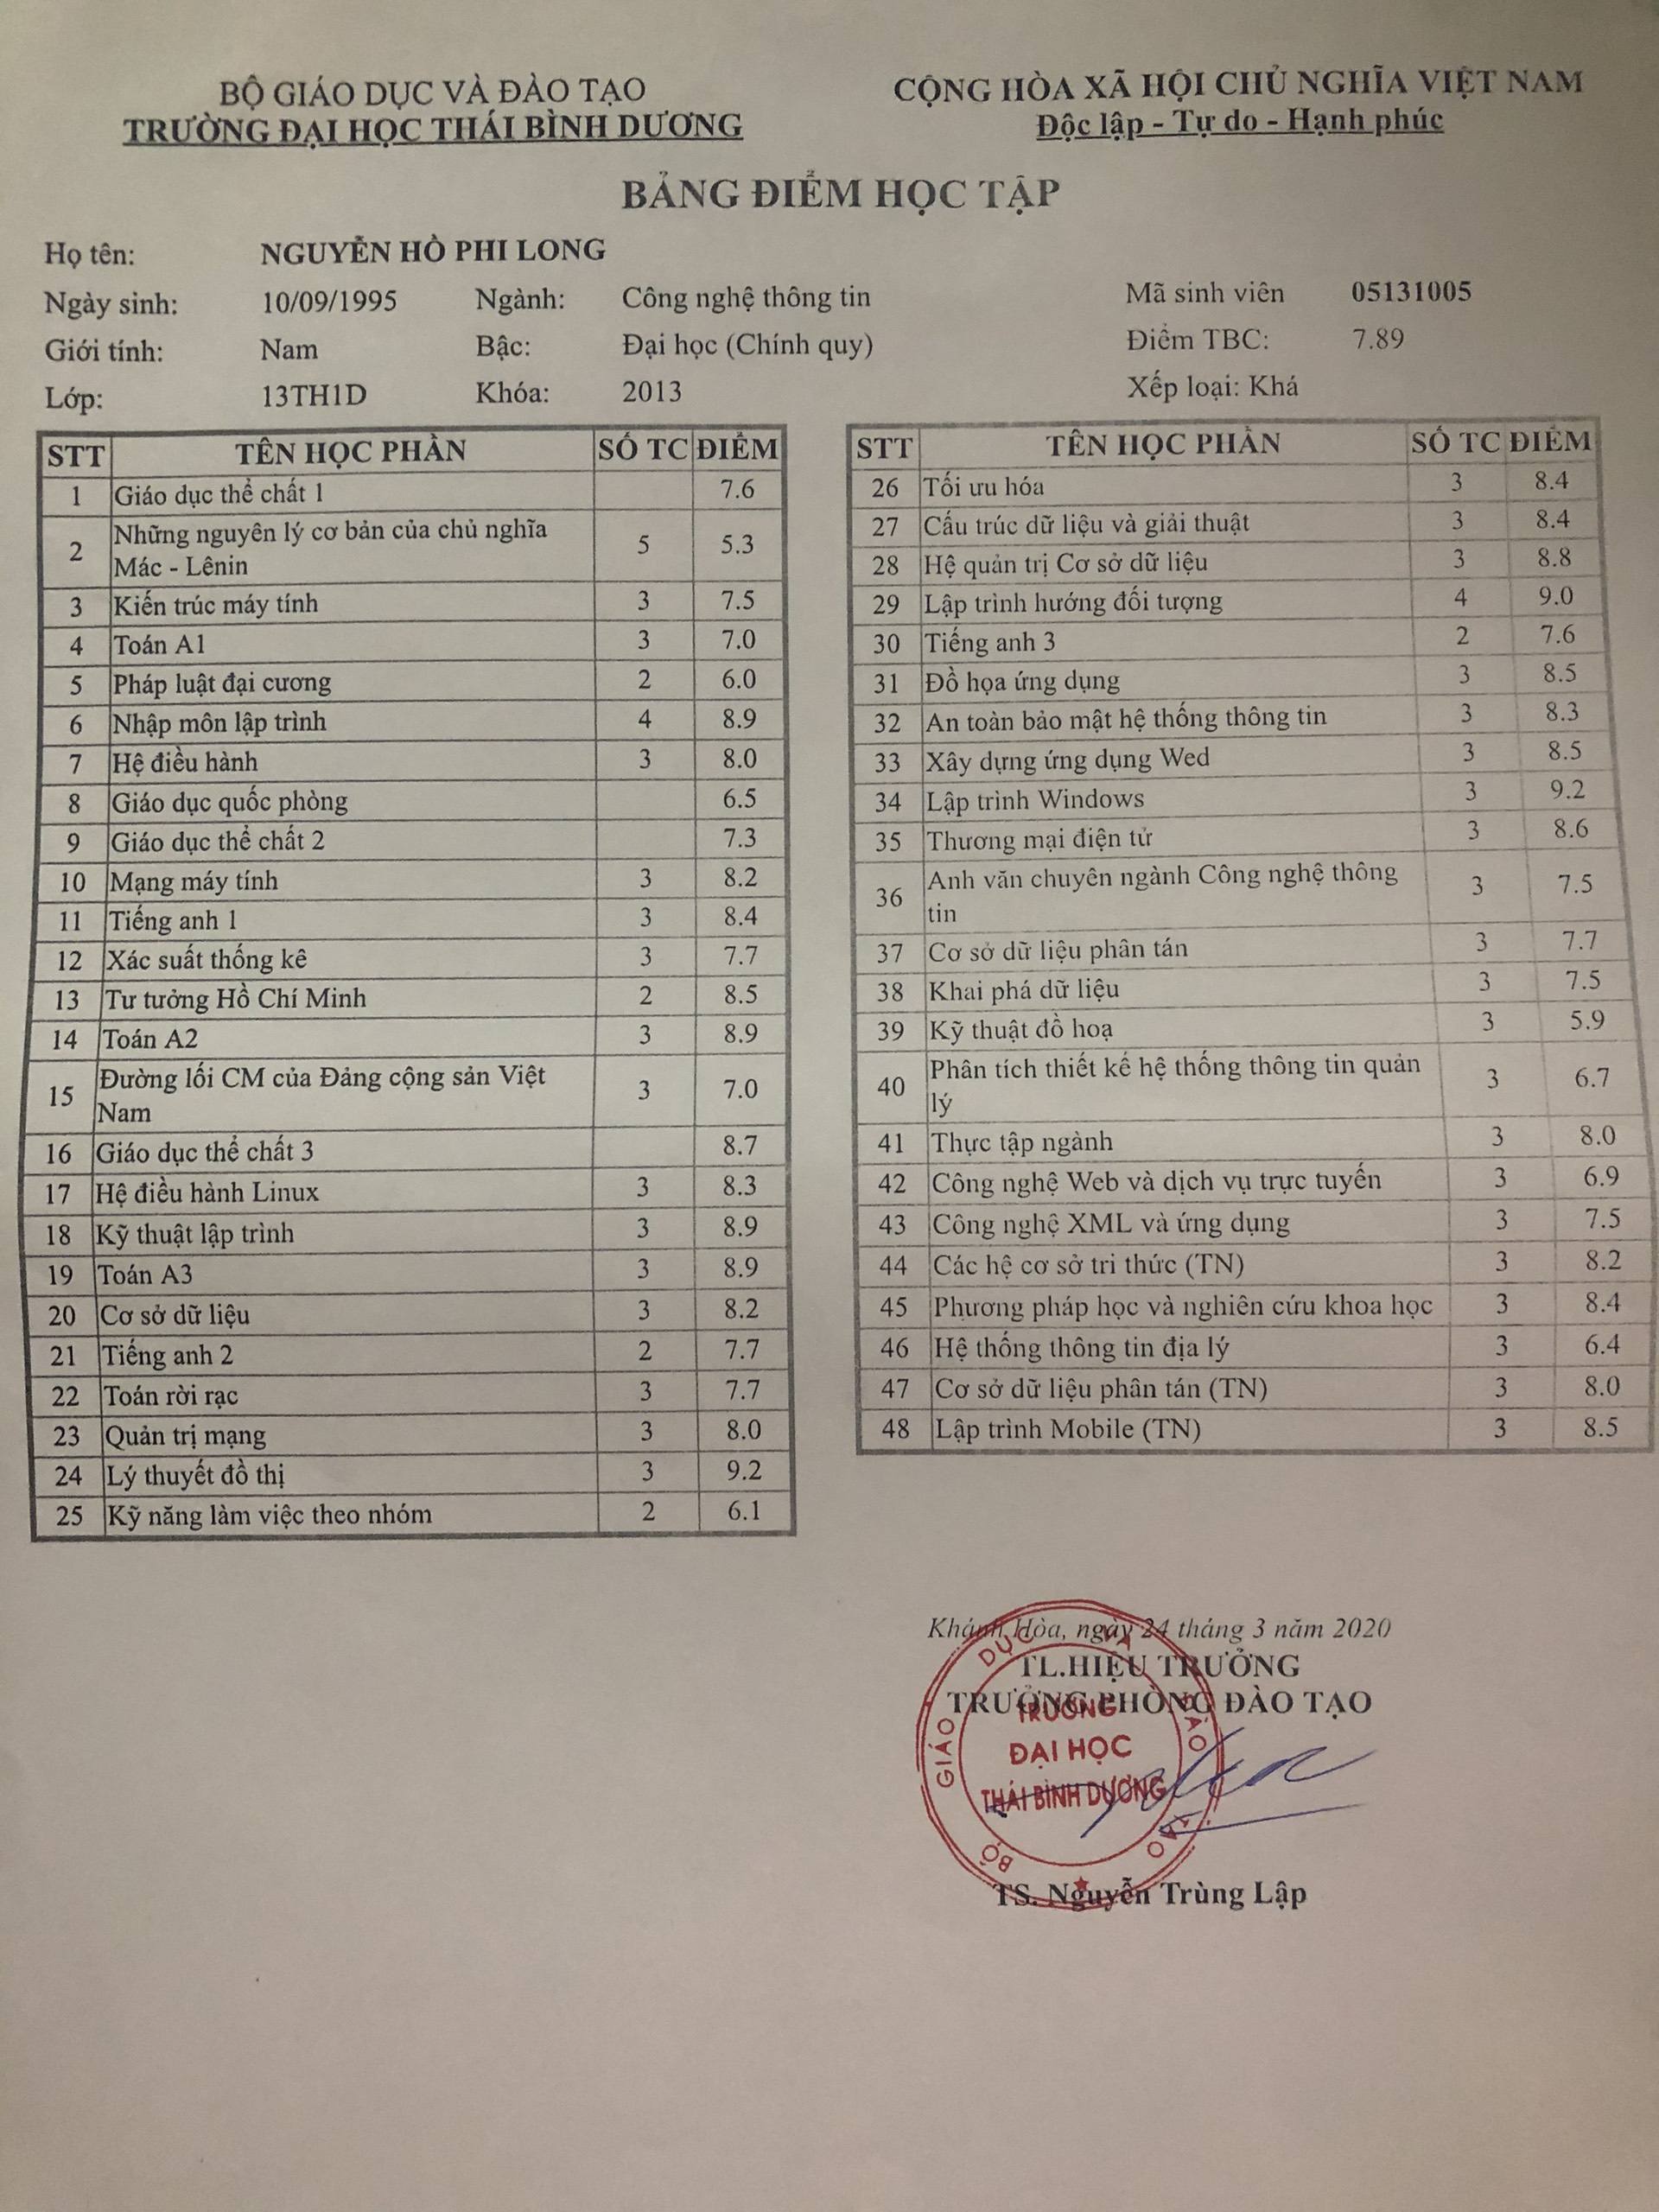 BỘ GIÁO DỤC VÀ ĐÀO TẠO
TRƯỜNG ĐẠI HỌC THÁI BÌNH DƯƠNG
CỘNG HÒA XÃ HỘI CHỦ NGHĨA VIỆT NAM
Độc lập - Tự do - Hạnh phúc
BẢNG ĐIỂM HỌC TẬP
Họ tên: NGUYỄN HỒ PHI LONG
Ngày sinh: 10/09/1995 Ngành: Công nghệ thông tin Mã sinh viên 05131005
Giới tính: Nam Bậc: Đại học (Chính quy) Điểm TBC: 7.89
Lớp: 13TH1D Khóa: 2013 Xếp loại: Khá
STT TÊN HỌC PHẦN SỐ TC ĐIỂM
1 Giáo dục thể chất 1 7.6
2 Những nguyên lý cơ bản của chủ nghĩa 5 5.3
Mác - Lênin
3 Kiến trúc máy tính 3 7.5
4 Toán A1 3 7.0
5 Pháp luật đại cương 2 6.0
6 Nhập môn lập trình 4 8.9
7 Hệ điều hành 3 8.0
8 Giáo dục quốc phòng 6.5
9 Giáo dục thể chất 2 7.3
10 Mạng máy tính 3 8.2
11 Tiếng anh 1 3 8.4
12 Xác suất thống kê 3 7.7
13 Tư tưởng Hồ Chí Minh 2 8.5
14 Toán A2 3 8.9
15 Đường lối CM của Đảng cộng sản Việt 3 7.0
Nam
16 Giáo dục thể chất 3 8.7
17 Hệ điều hành Linux 3 8.3
18 Kỹ thuật lập trình 3 8.9
19 Toán A3 3 8.9
20 Cơ sở dữ liệu 3 8.2
21 Tiếng anh 2 2 7.7
22 Toán rời rạc 3 7.7
23 Quản trị mạng 3 8.0
24 Lý thuyết đồ thị 3 9.2
25 Kỹ năng làm việc theo nhóm 2 6.1
STT TÊN HỌC PHẦN SỐ TC ĐIỂM
26 Tối ưu hóa 3 8.4
27 Cấu trúc dữ liệu và giải thuật 3 8.4
28 Hệ quản trị Cơ sở dữ liệu 3 8.8
29 Lập trình hướng đối tượng 4 9.0
30 Tiếng anh 3 2 7.6
31 Đồ họa ứng dụng 3 8.5
32 An toàn bảo mật hệ thống thông tin 3 8.3
33 Xây dựng ứng dụng Wed 3 8.5
34 Lập trình Windows 3 9.2
35 Thương mại điện tử 3 8.6
36 Anh văn chuyên ngành Công nghệ thông 3 7.5
tin
37 Cơ sở dữ liệu phân tán 3 7.7
38 Khai phá dữ liệu 3 7.5
39 Kỹ thuật đồ hoạ 3 5.9
40 Phân tích thiết kế hệ thống thông tin quản 3 6.7
lý
41 Thực tập ngành 3 8.0
42 Công nghệ Web và dịch vụ trực tuyến 3 6.9
43 Công nghệ XML và ứng dụng 3 7.5
44 Các hệ cơ sở tri thức (TN) 3 8.2
45 Phương pháp học và nghiên cứu khoa học 3 8.4
46 Hệ thống thông tin địa lý 3 6.4
47 Cơ sở dữ liệu phân tán (TN) 3 8.0
48 Lập trình Mobile (TN) 3 8.5
Khánh Hòa, ngày 24 tháng 3 năm 2020
TL.HIỆU TRƯỞNG
TRƯỞNG PHÒNG ĐÀO TẠO
BỘ GIÁO DỤC VÀ ĐÀO TẠO
TRƯỜNG
ĐẠI HỌC
THÁI BÌNH DƯƠNG
TS. Nguyễn Trùng Lập